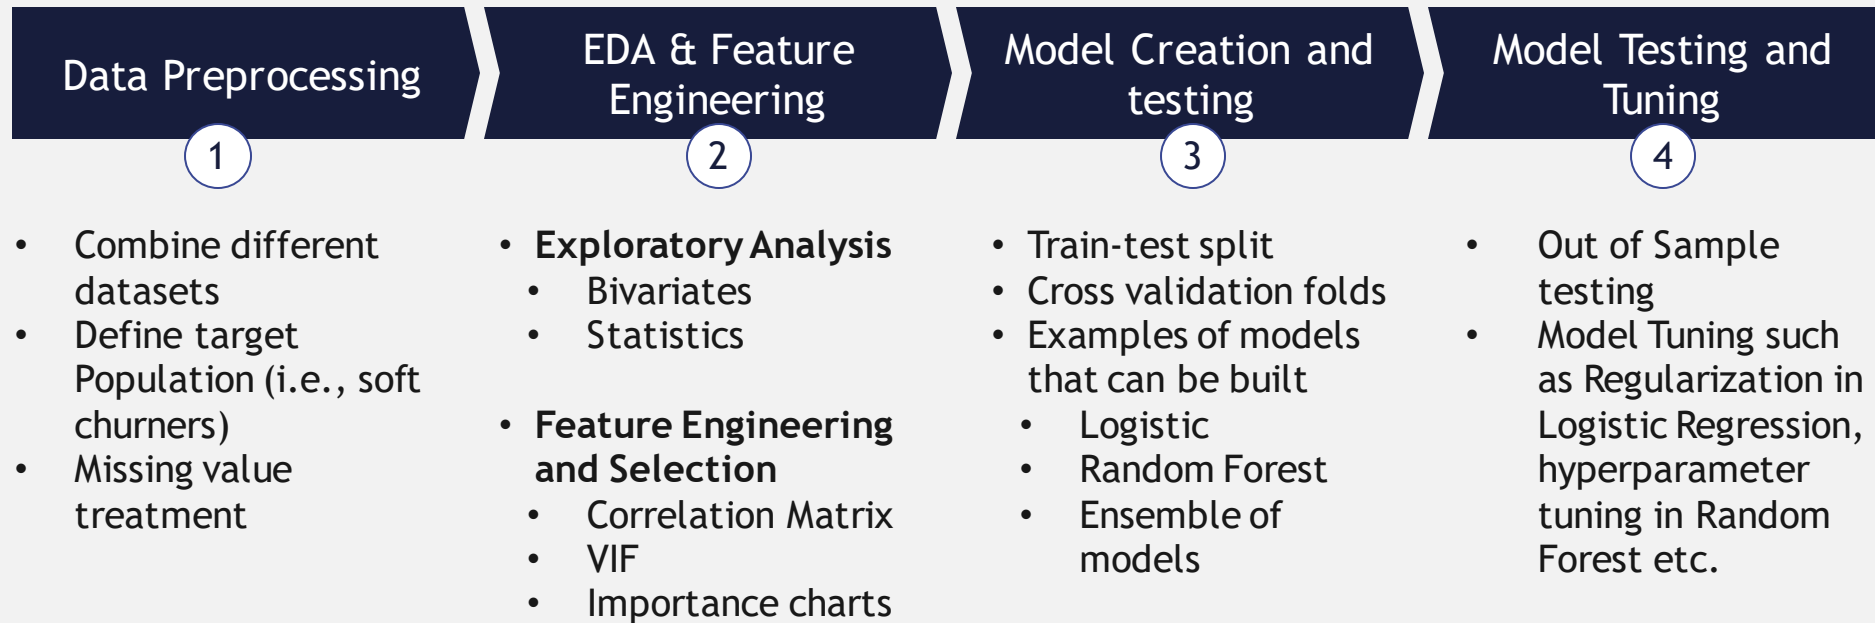 Data Preprocessing
1
• Combine different
datasets
• Define target
Population (i.e., soft
churners)
• Missing value
treatment
EDA & Feature
Engineering
2
• Exploratory Analysis
• Bivariates
• Statistics
• Feature Engineering
and Selection
• Correlation Matrix
• VIF
• Importance charts
Model Creation and
testing
3
• Train-test split
• Cross validation folds
• Examples of models
that can be built
• Logistic
• Random Forest
• Ensemble of
models
Model Testing and
Tuning
4
• Out of Sample
testing
• Model Tuning such
as Regularization in
Logistic Regression,
hyperparameter
tuning in Random
Forest etc.